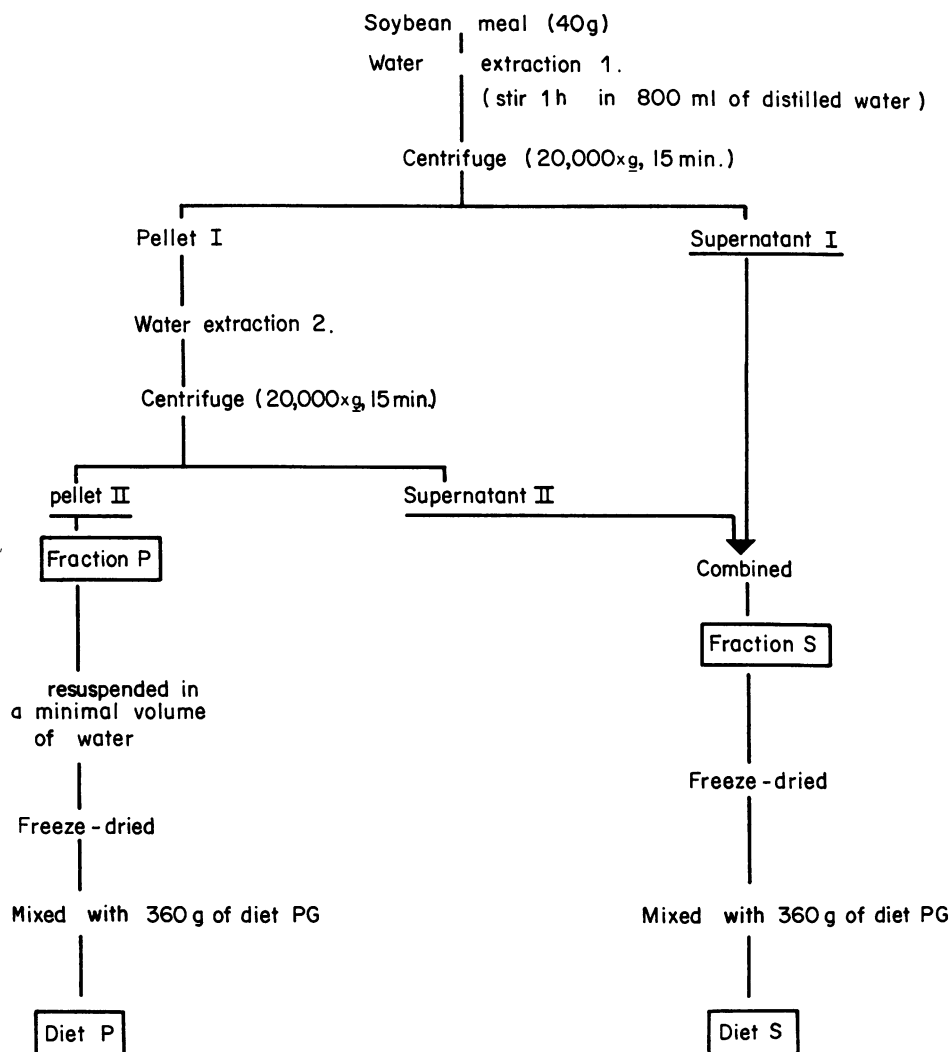 Soybean meal (40g)
Water extraction 1.
(stir 1h in 800 ml of distilled water)
Centrifuge (20,000×g, 15 min.)
Pellet I
Supernatant I
Water extraction 2.
Centrifuge (20,000×g, 15 min.)
pellet II
Supernatant II
Fraction P
Combined
Fraction S
resuspended in
a minimal volume
of water
Freeze-dried
Freeze-dried
Mixed with 360 g of diet PG
Mixed with 360 g of diet PG
Diet P
Diet S